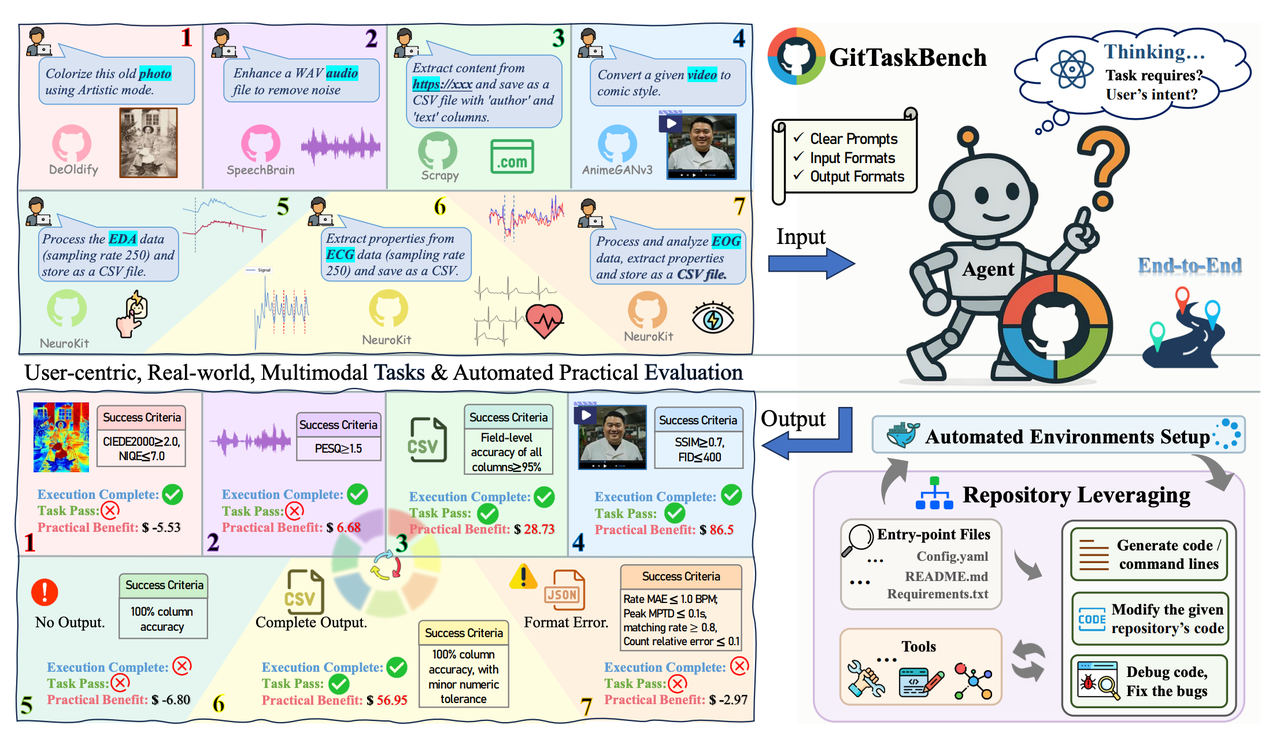 1
Colorize this old photo
using Artistic mode.
DeOldify
2
Enhance a WAV audio
file to remove noise
SpeechBrain
3
Extract content from
https://xxx and save as a
CSV file with 'author' and
'text' columns.
Scrapy
.com
4
Convert a given video to
comic style.
AnimeGANv3
5
Process the EDA data
(sampling rate 250) and
store as a CSV file.
NeuroKit
Signal
6
Extract properties from
ECG data (sampling rate
250) and save as a CSV.
NeuroKit
7
Process and analyze EOG
data, extract properties
and store as a CSV file.
NeuroKit
GitTaskBench
Thinking...
Task requires?
User's intent?
✓ Clear Prompts
✓ Input Formats
✓ Output Formats
Input
Agent
End-to-End
User-centric, Real-world, Multimodal Tasks & Automated Practical Evaluation
Success Criteria
CIEDE2000≥2.0,
NIQE≤7.0
Execution Complete:
Task Pass:
Practical Benefit: $ -5.53
1
Success Criteria
PESQ≥1.5
Execution Complete:
Task Pass:
Practical Benefit: $ 6.68
2
CSV
Success Criteria
Field-level
accuracy of all
columns≥95%
Execution Complete:
Task Pass:
Practical Benefit: $ 28.73
3
Success Criteria
SSIM≥0.7,
FID≤400
Execution Complete:
Task Pass:
Practical Benefit: $ 86.5
4
No Output.
Success Criteria
100% column
accuracy
Execution Complete:
Task Pass:
Practical Benefit: $ -6.80
5
CSV
Complete Output.
Success Criteria
100% column
accuracy, with
minor numeric
tolerance
Execution Complete:
Task Pass:
Practical Benefit: $ 56.95
6
JSON
Format Error.
Success Criteria
Rate MAE ≤ 1.0 BPM;
Peak MPTD ≤ 0.1s,
matching rate ≥ 0.8,
Count relative error ≤ 0.1
Execution Complete:
Task Pass:
Practical Benefit: $ -2.97
7
Output
Automated Environments Setup
Repository Leveraging
Entry-point Files
... Config.yaml
... README.md
Requirements.txt
Tools
...
Generate code /
command lines
CODE
Modify the given
repository's code
Debug code,
Fix the bugs